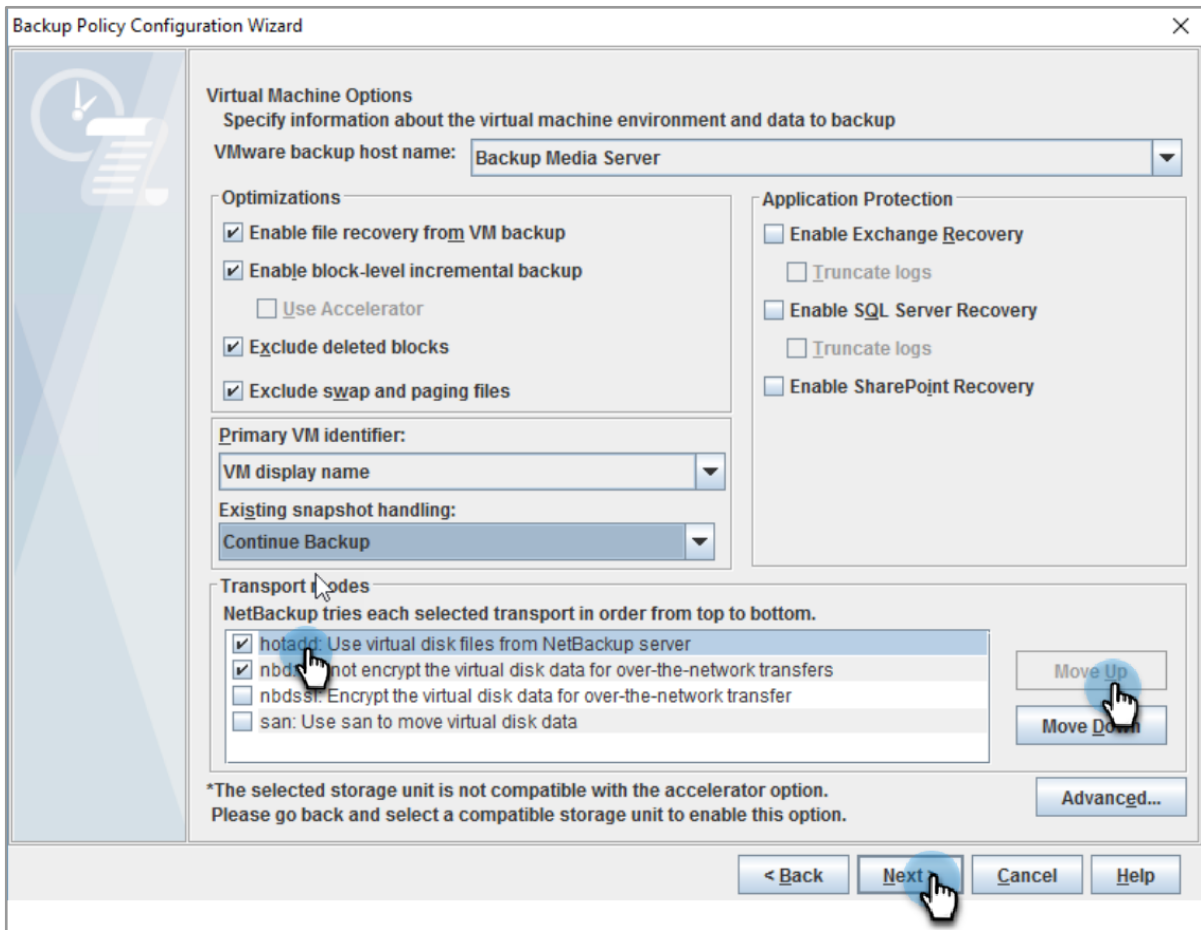 Backup Policy Configuration Wizard
Virtual Machine Options
Specify information about the virtual machine environment and data to backup
VMware backup host name: Backup Media Server
Optimizations
Enable file recovery from VM backup
Enable block-level incremental backup
Use Accelerator
Exclude deleted blocks
Exclude swap and paging files
Application Protection
Enable Exchange Recovery
Truncate logs
Enable SQL Server Recovery
Truncate logs
Enable SharePoint Recovery
Primary VM identifier:
VM display name
Existing snapshot handling:
Continue Backup
Transport modes
NetBackup tries each selected transport in order from top to bottom.
hotadd: Use virtual disk files from NetBackup server
nbd: not encrypt the virtual disk data for over-the-network transfers
nbdssl: Encrypt the virtual disk data for over-the-network transfer
san: Use san to move virtual disk data
Move Up
Move Down
*The selected storage unit is not compatible with the accelerator option.
Please go back and select a compatible storage unit to enable this option.
Advanced...
< Back
Next >
Cancel
Help